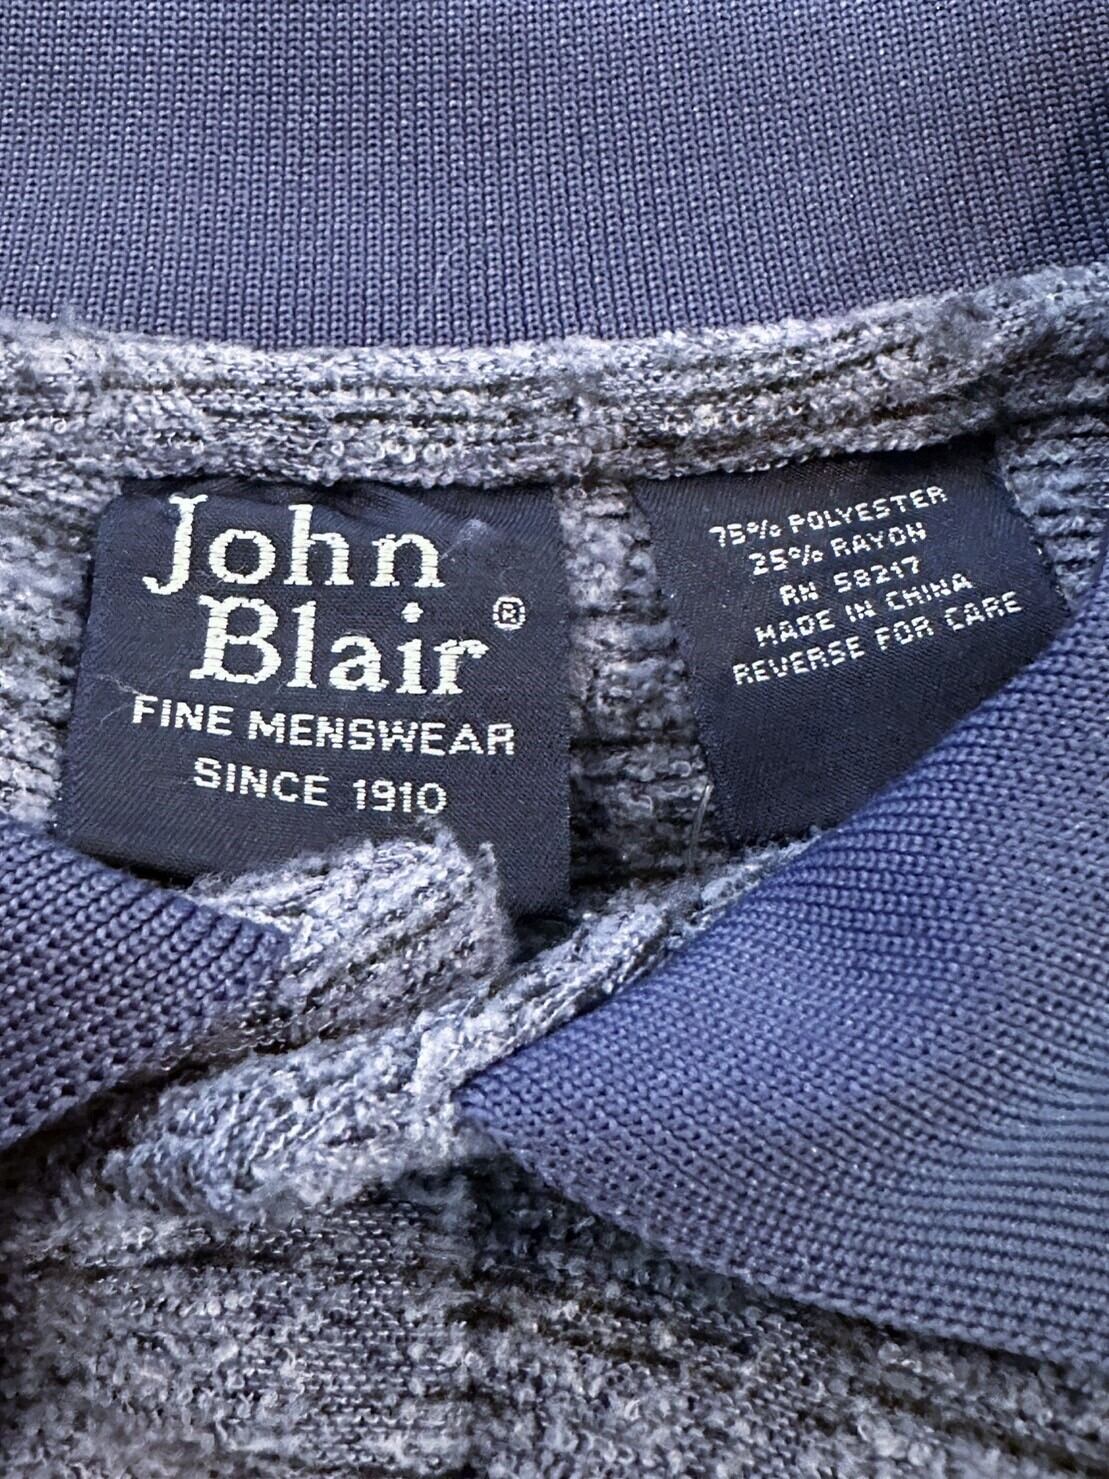 John
Blair®
FINE MENSWEAR
SINCE 1910
75% POLYESTER
25% RAYON
RN 58217
MADE IN CHINA
REVERSE FOR CARE